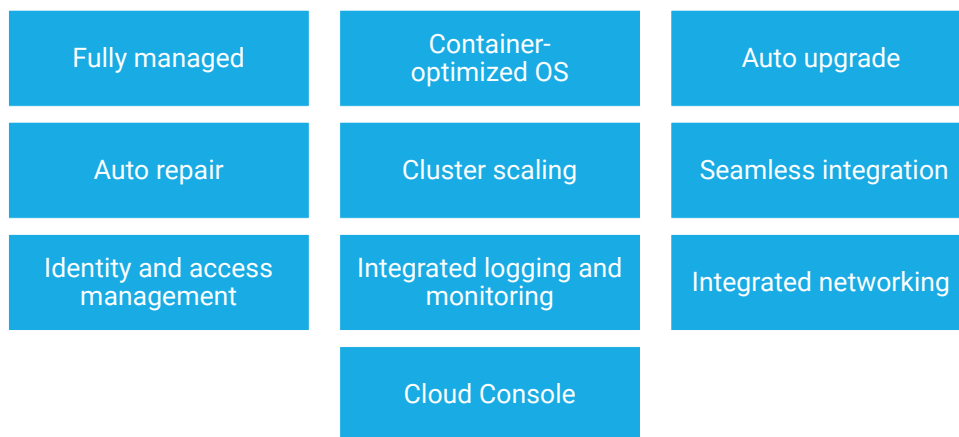 Fully managed
Container-
optimized OS
Auto upgrade
Auto repair
Cluster scaling
Seamless integration
Identity and access
management
Integrated logging and
monitoring
Integrated networking
Cloud Console